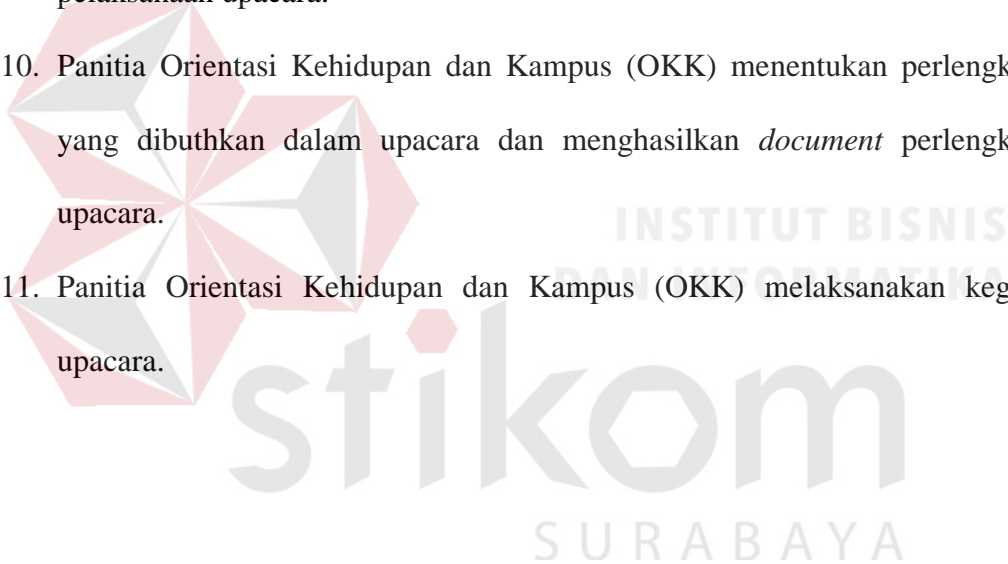 pelaksanaan upacara.
10. Panitia Orientasi Kehidupan dan Kampus (OKK) menentukan perlengk
yang dibuthkan dalam upacara dan menghasilkan document perlengk
upacara.
INSTITUT BISNIS
11. Panitia Orientasi Kehidupan dan Kampus (OKK) melaksanakan keg
DAN INFORMATIKA
upacara.
stikom
SURABAYA